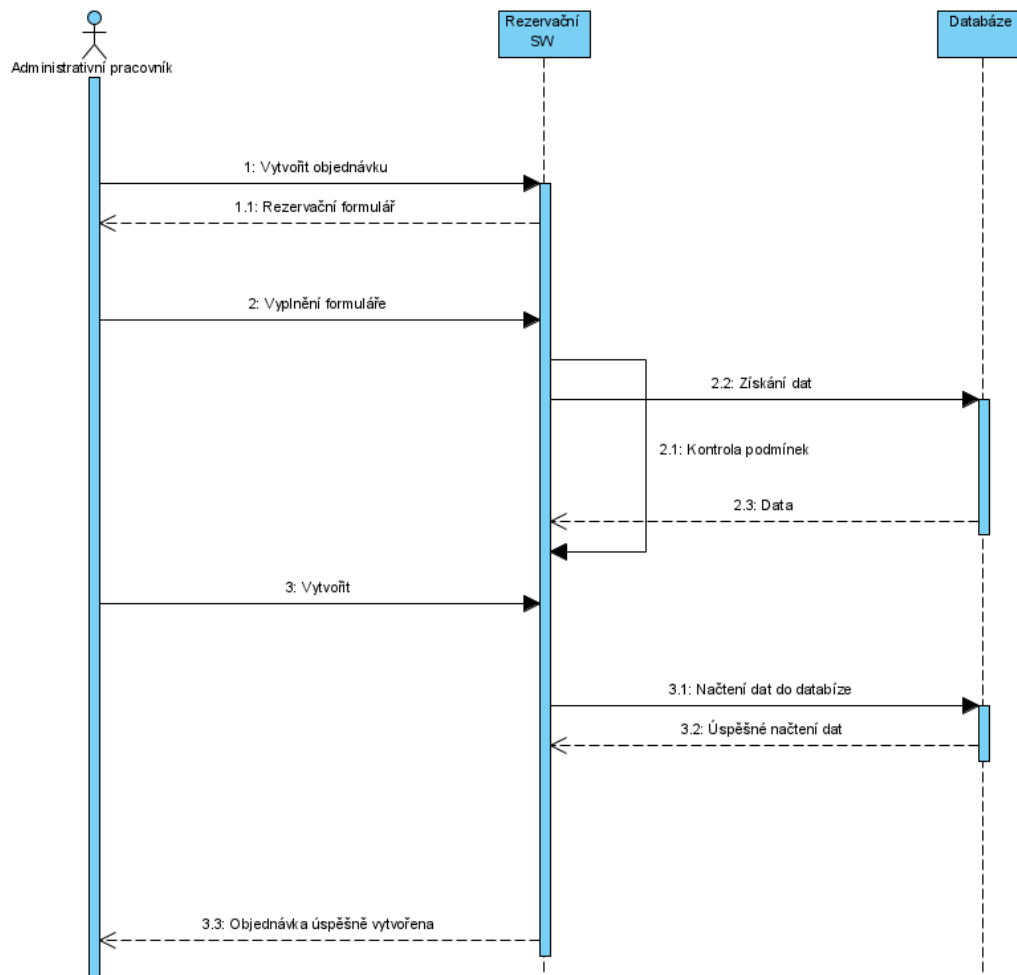 Rezervační
SW
Databáze
Administrativní pracovník
1: Vytvořit objednávku
1.1: Rezervační formulář
2: Vyplnění formuláře
2.2: Získání dat
2.1: Kontrola podmínek
2.3: Data
3: Vytvořit
3.1: Načtení dat do databíze
3.2: Úspěšné načtení dat
3.3: Objednávka úspěšně vytvořena